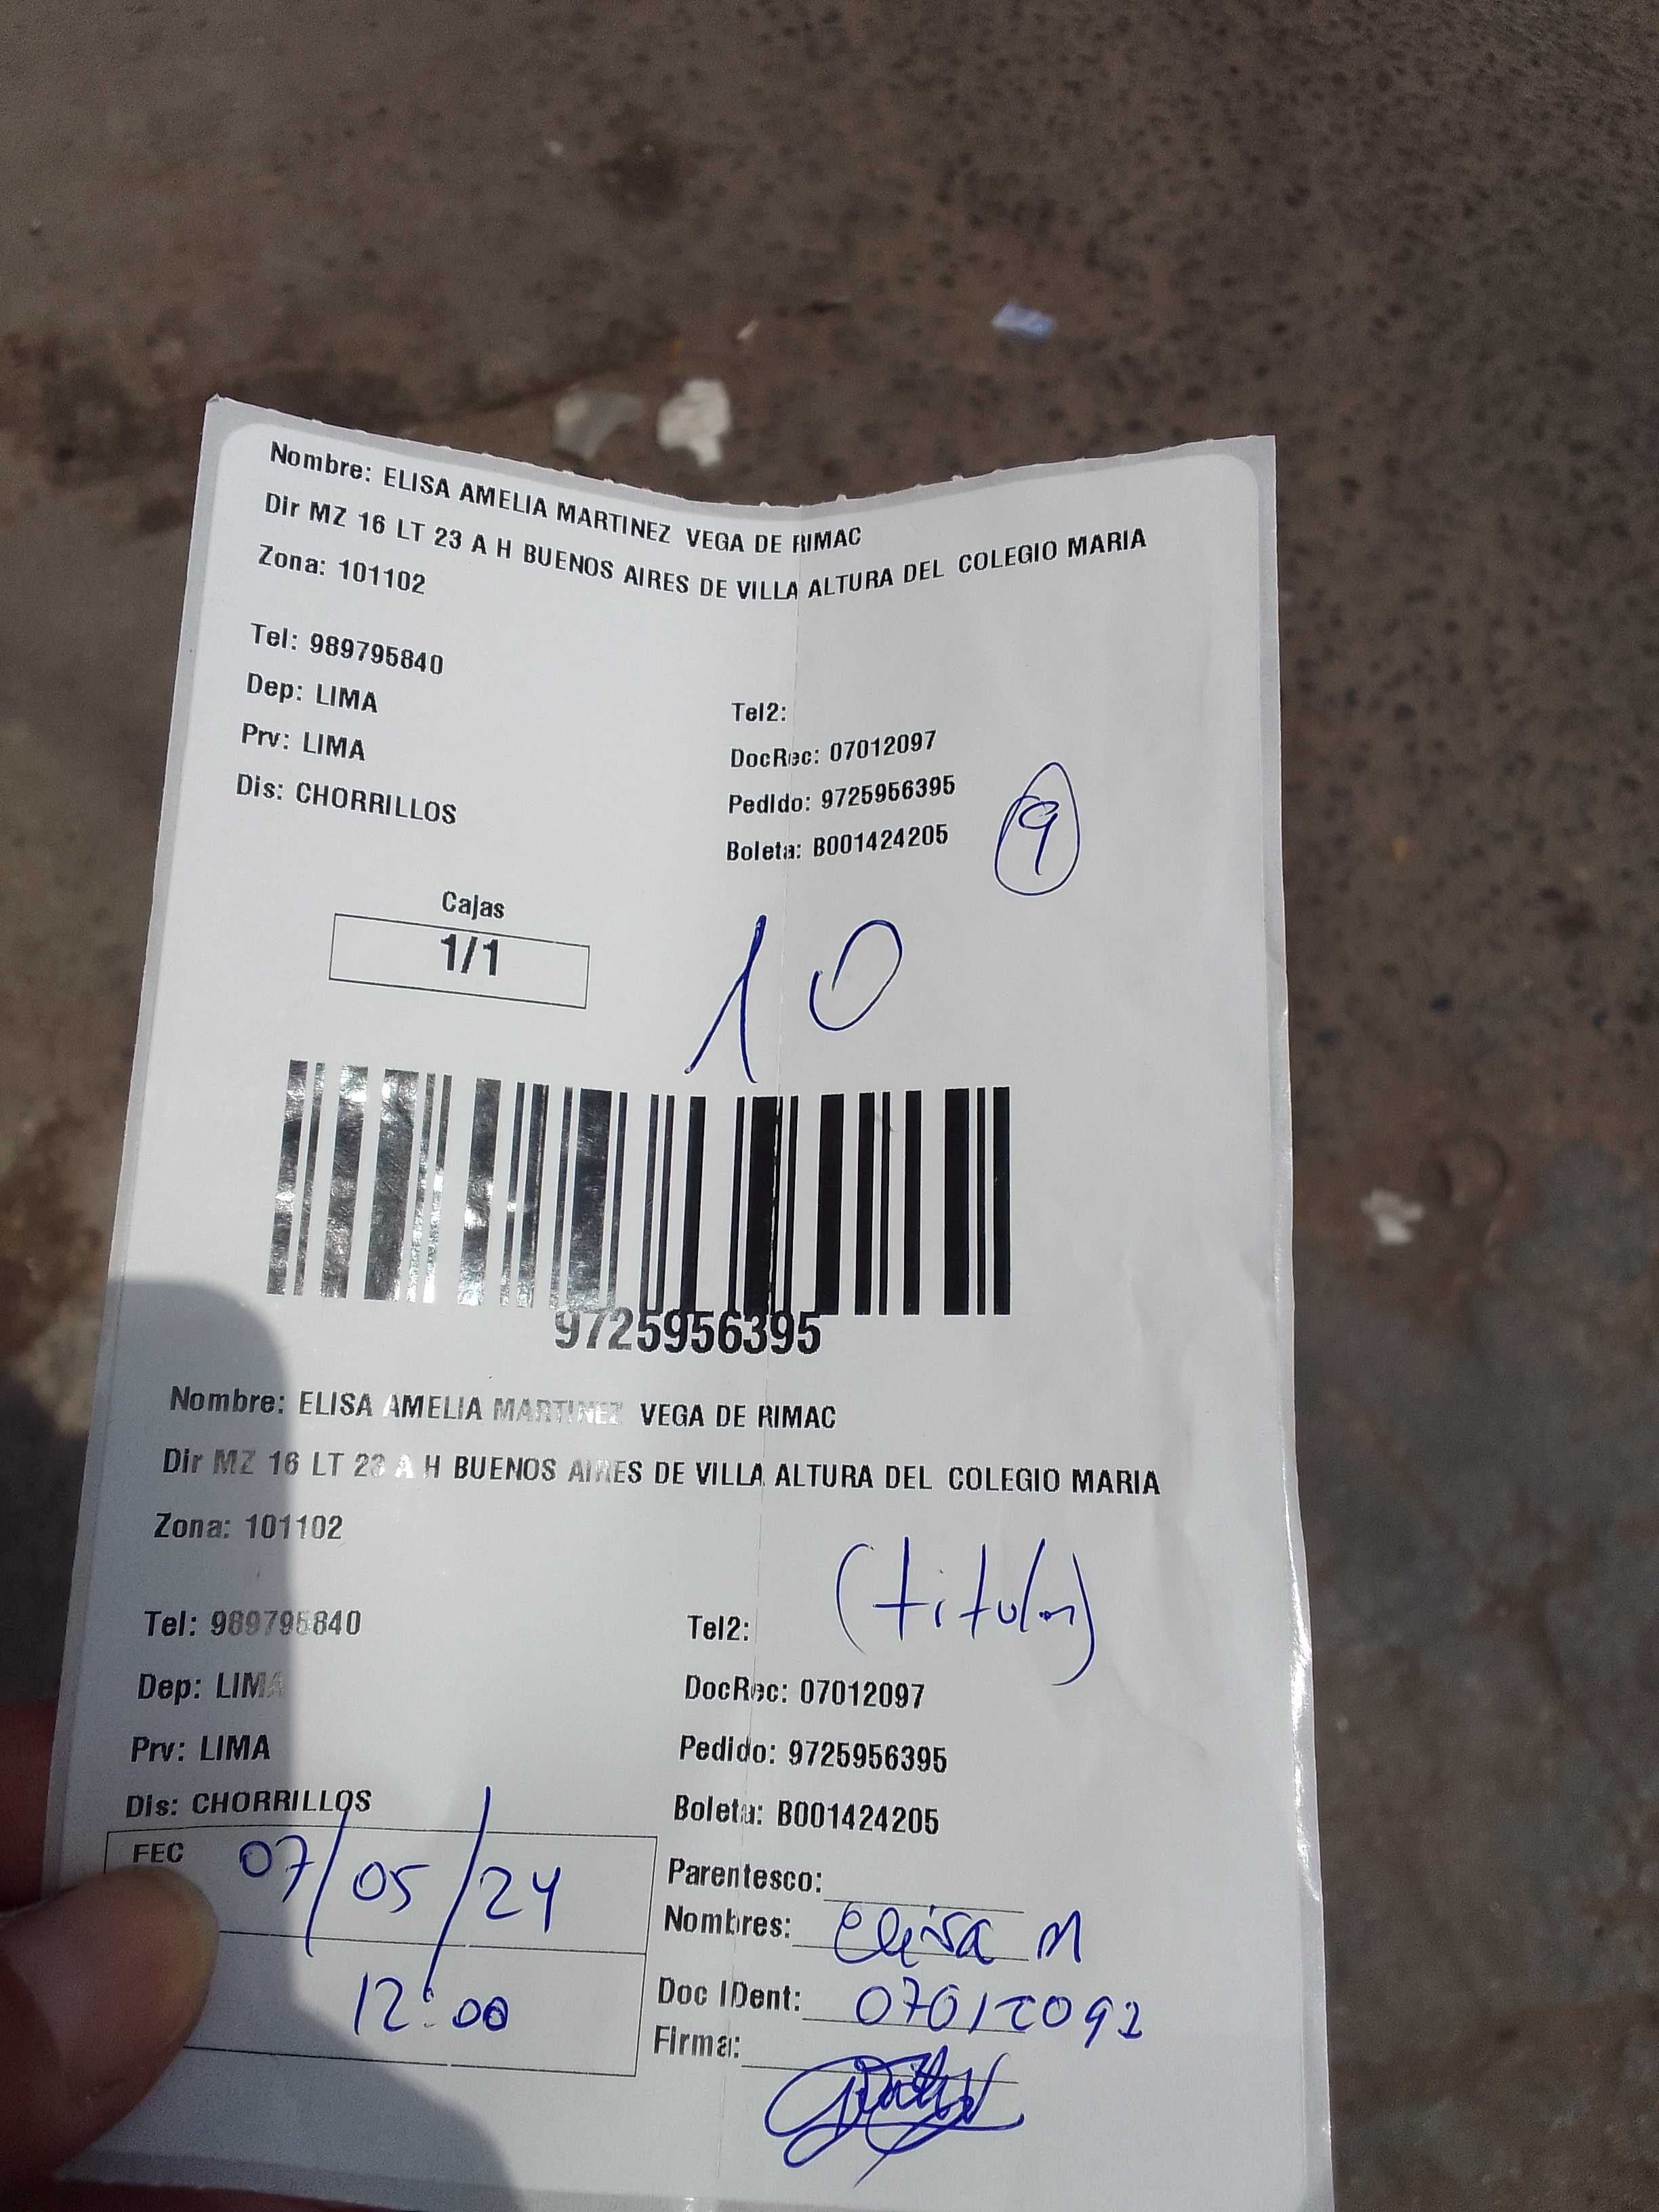 Nombre: ELISA AMELIA MARTINEZ VEGA DE RIMAC
Dir MZ 16 LT 23 A H BUENOS AIRES DE VILLA ALTURA DEL COLEGIO MARIA
Zona: 101102
Tel: 989795840
Tel2:
Dep: LIMA
DocRec: 07012097
Prv: LIMA
Pedido: 9725956395
Dis: CHORRILLOS
Boleta: B001424205
9
Cajas
1/1
10
9725956395
Nombre: ELISA AMELIA MARTINEZ VEGA DE RIMAC
Dir MZ 16 LT 23 A H BUENOS AIRES DE VILLA ALTURA DEL COLEGIO MARIA
Zona: 101102
(titular)
Tel: 989795840
Tel2:
Dep: LIMA
DocRec: 07012097
Prv: LIMA
Pedido: 9725956395
Dis: CHORRILLOS
Boleta: B001424205
FEC 07/05/24
12:00
Parentesco:
Nombres: Elisa M
Doc IDent: 07012092
Firma: